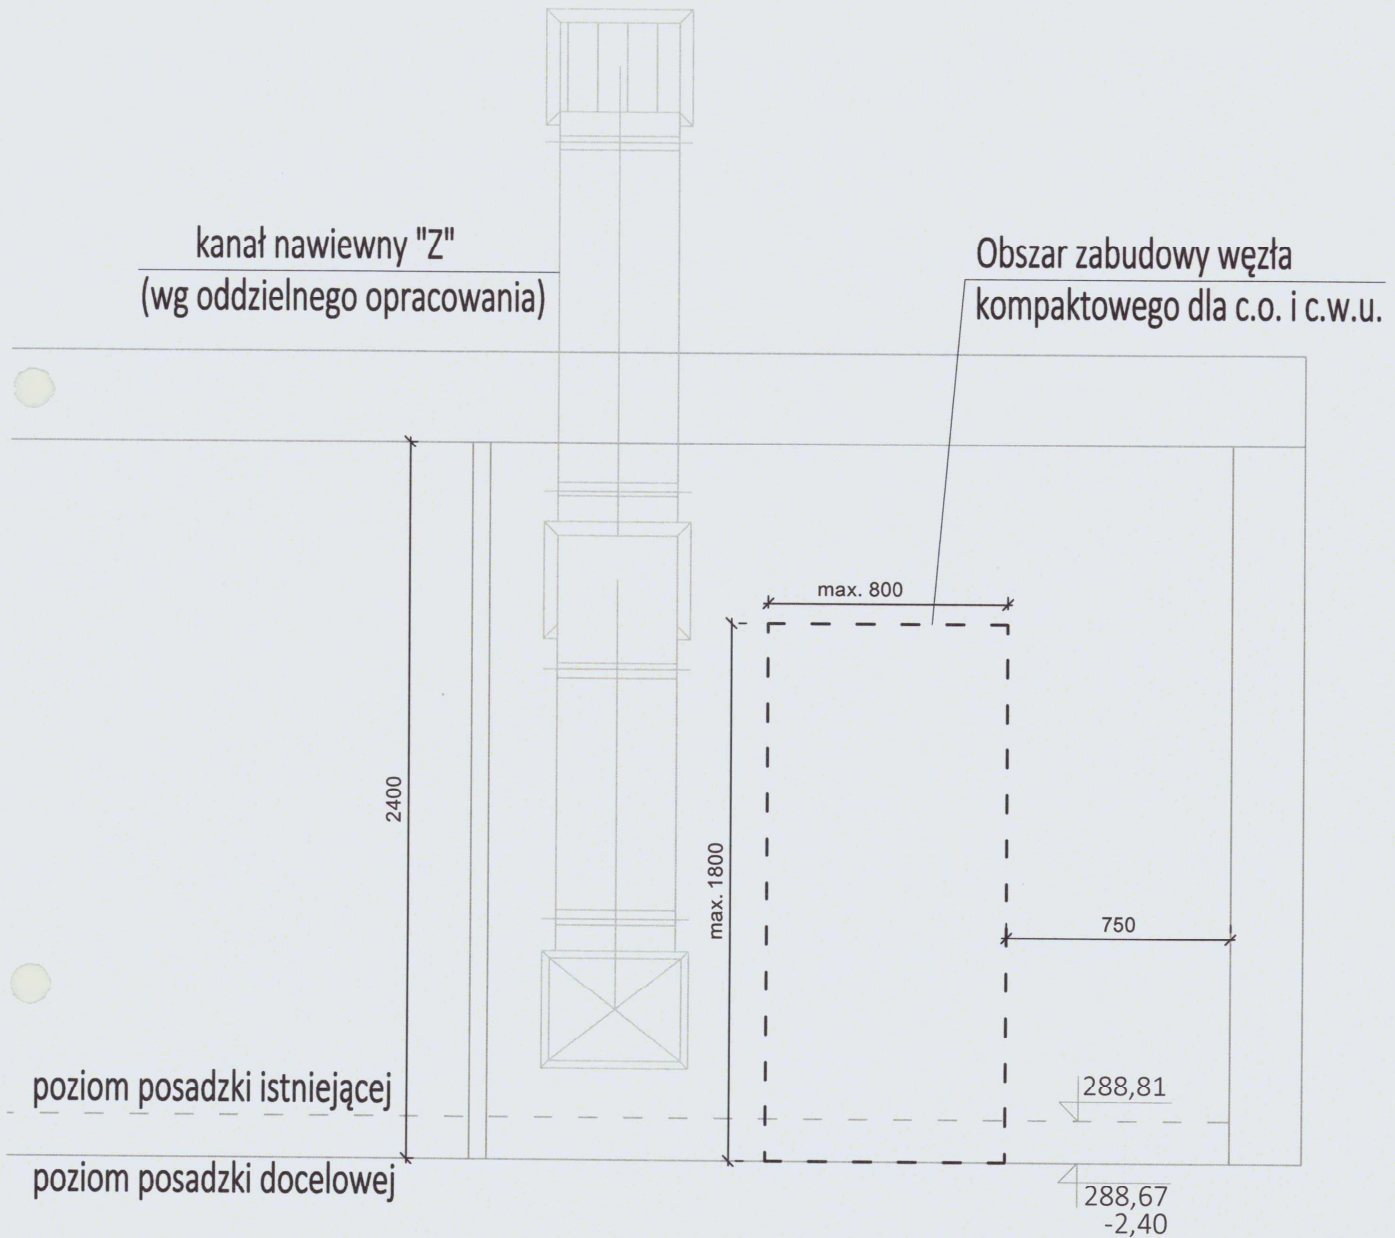 kanał nawiewny "Z"
(wg oddzielnego opracowania)
Obszar zabudowy węzła
kompaktowego dla c.o. i c.w.u.
max. 800
2400
max. 1800
750
poziom posadzki istniejącej
288,81
poziom posadzki docelowej
288,67
-2,40